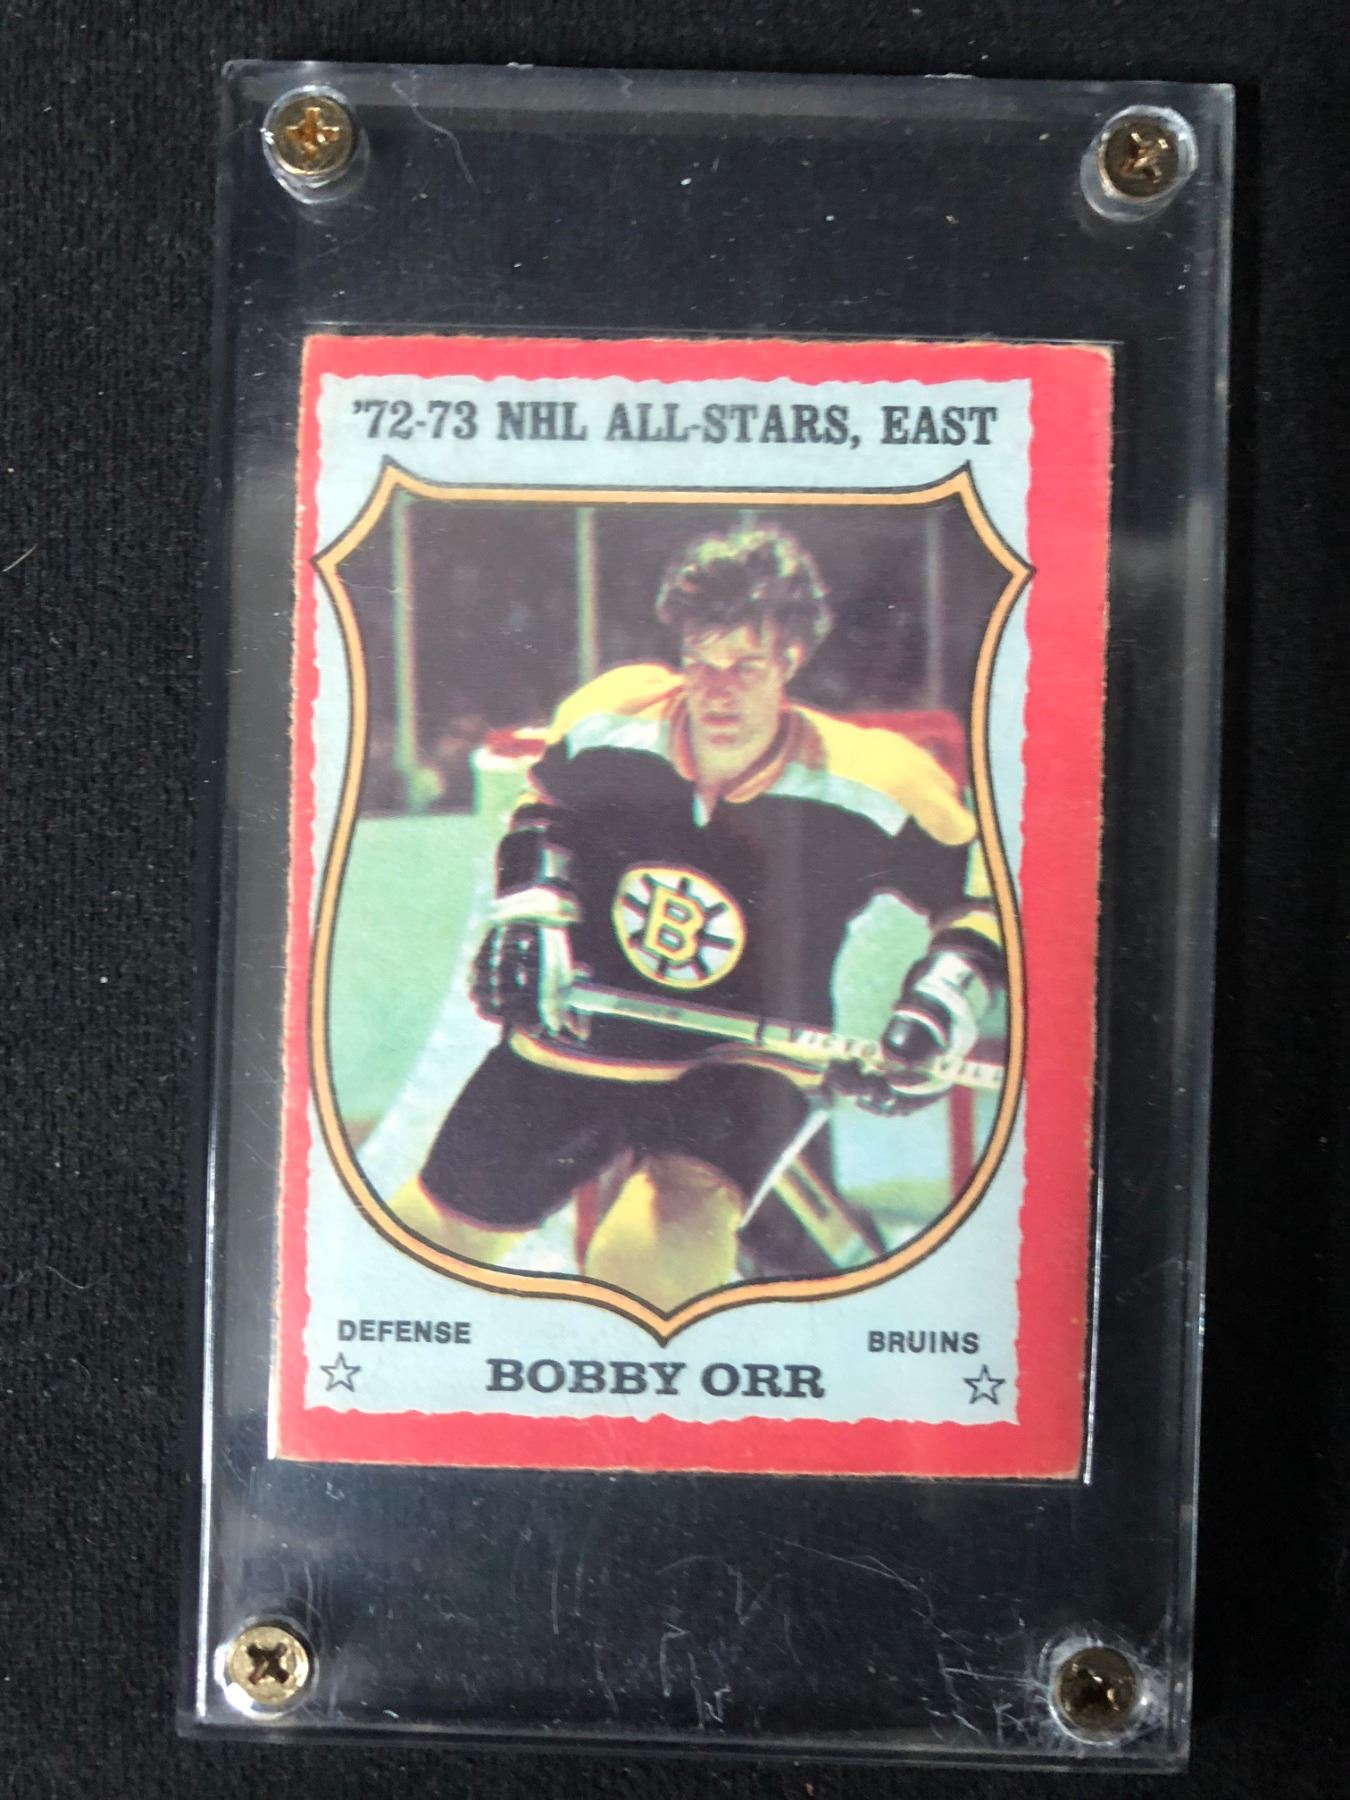 '72-73 NHL ALL-STARS, EAST
B
DEFENSE
BRUINS
BOBBY ORR